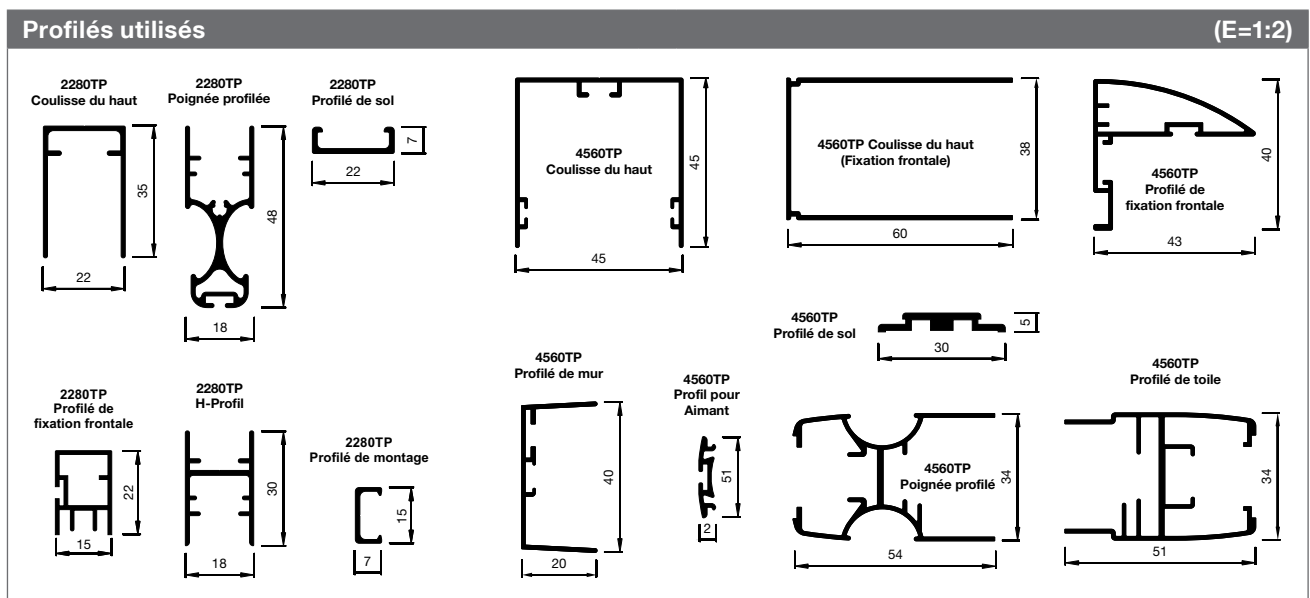 Profilés utilisés
(E=1:2)
2280TP
Coulisse du haut
35
22
2280TP
Poignée profilée
48
18
2280TP
Profilé de sol
7
22
4560TP
Coulisse du haut
45
45
4560TP Coulisse du haut
(Fixation frontale)
38
60
4560TP
Profilé de
fixation frontale
40
43
4560TP
Profilé de sol
5
30
2280TP
Profilé de
fixation frontale
22
15
2280TP
H-Profil
30
18
2280TP
Profilé de montage
15
7
4560TP
Profilé de mur
40
20
4560TP
Profil pour
Aimant
51
2
4560TP
Poignée profilé
34
54
4560TP
Profilé de toile
34
51